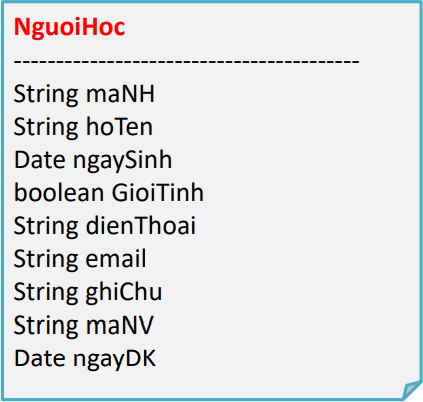 NguoiHoc
-----------------------------------------
String maNH
String hoTen
Date ngaySinh
boolean GioiTinh
String dienThoai
String email
String ghiChu
String maNV
Date ngayDK